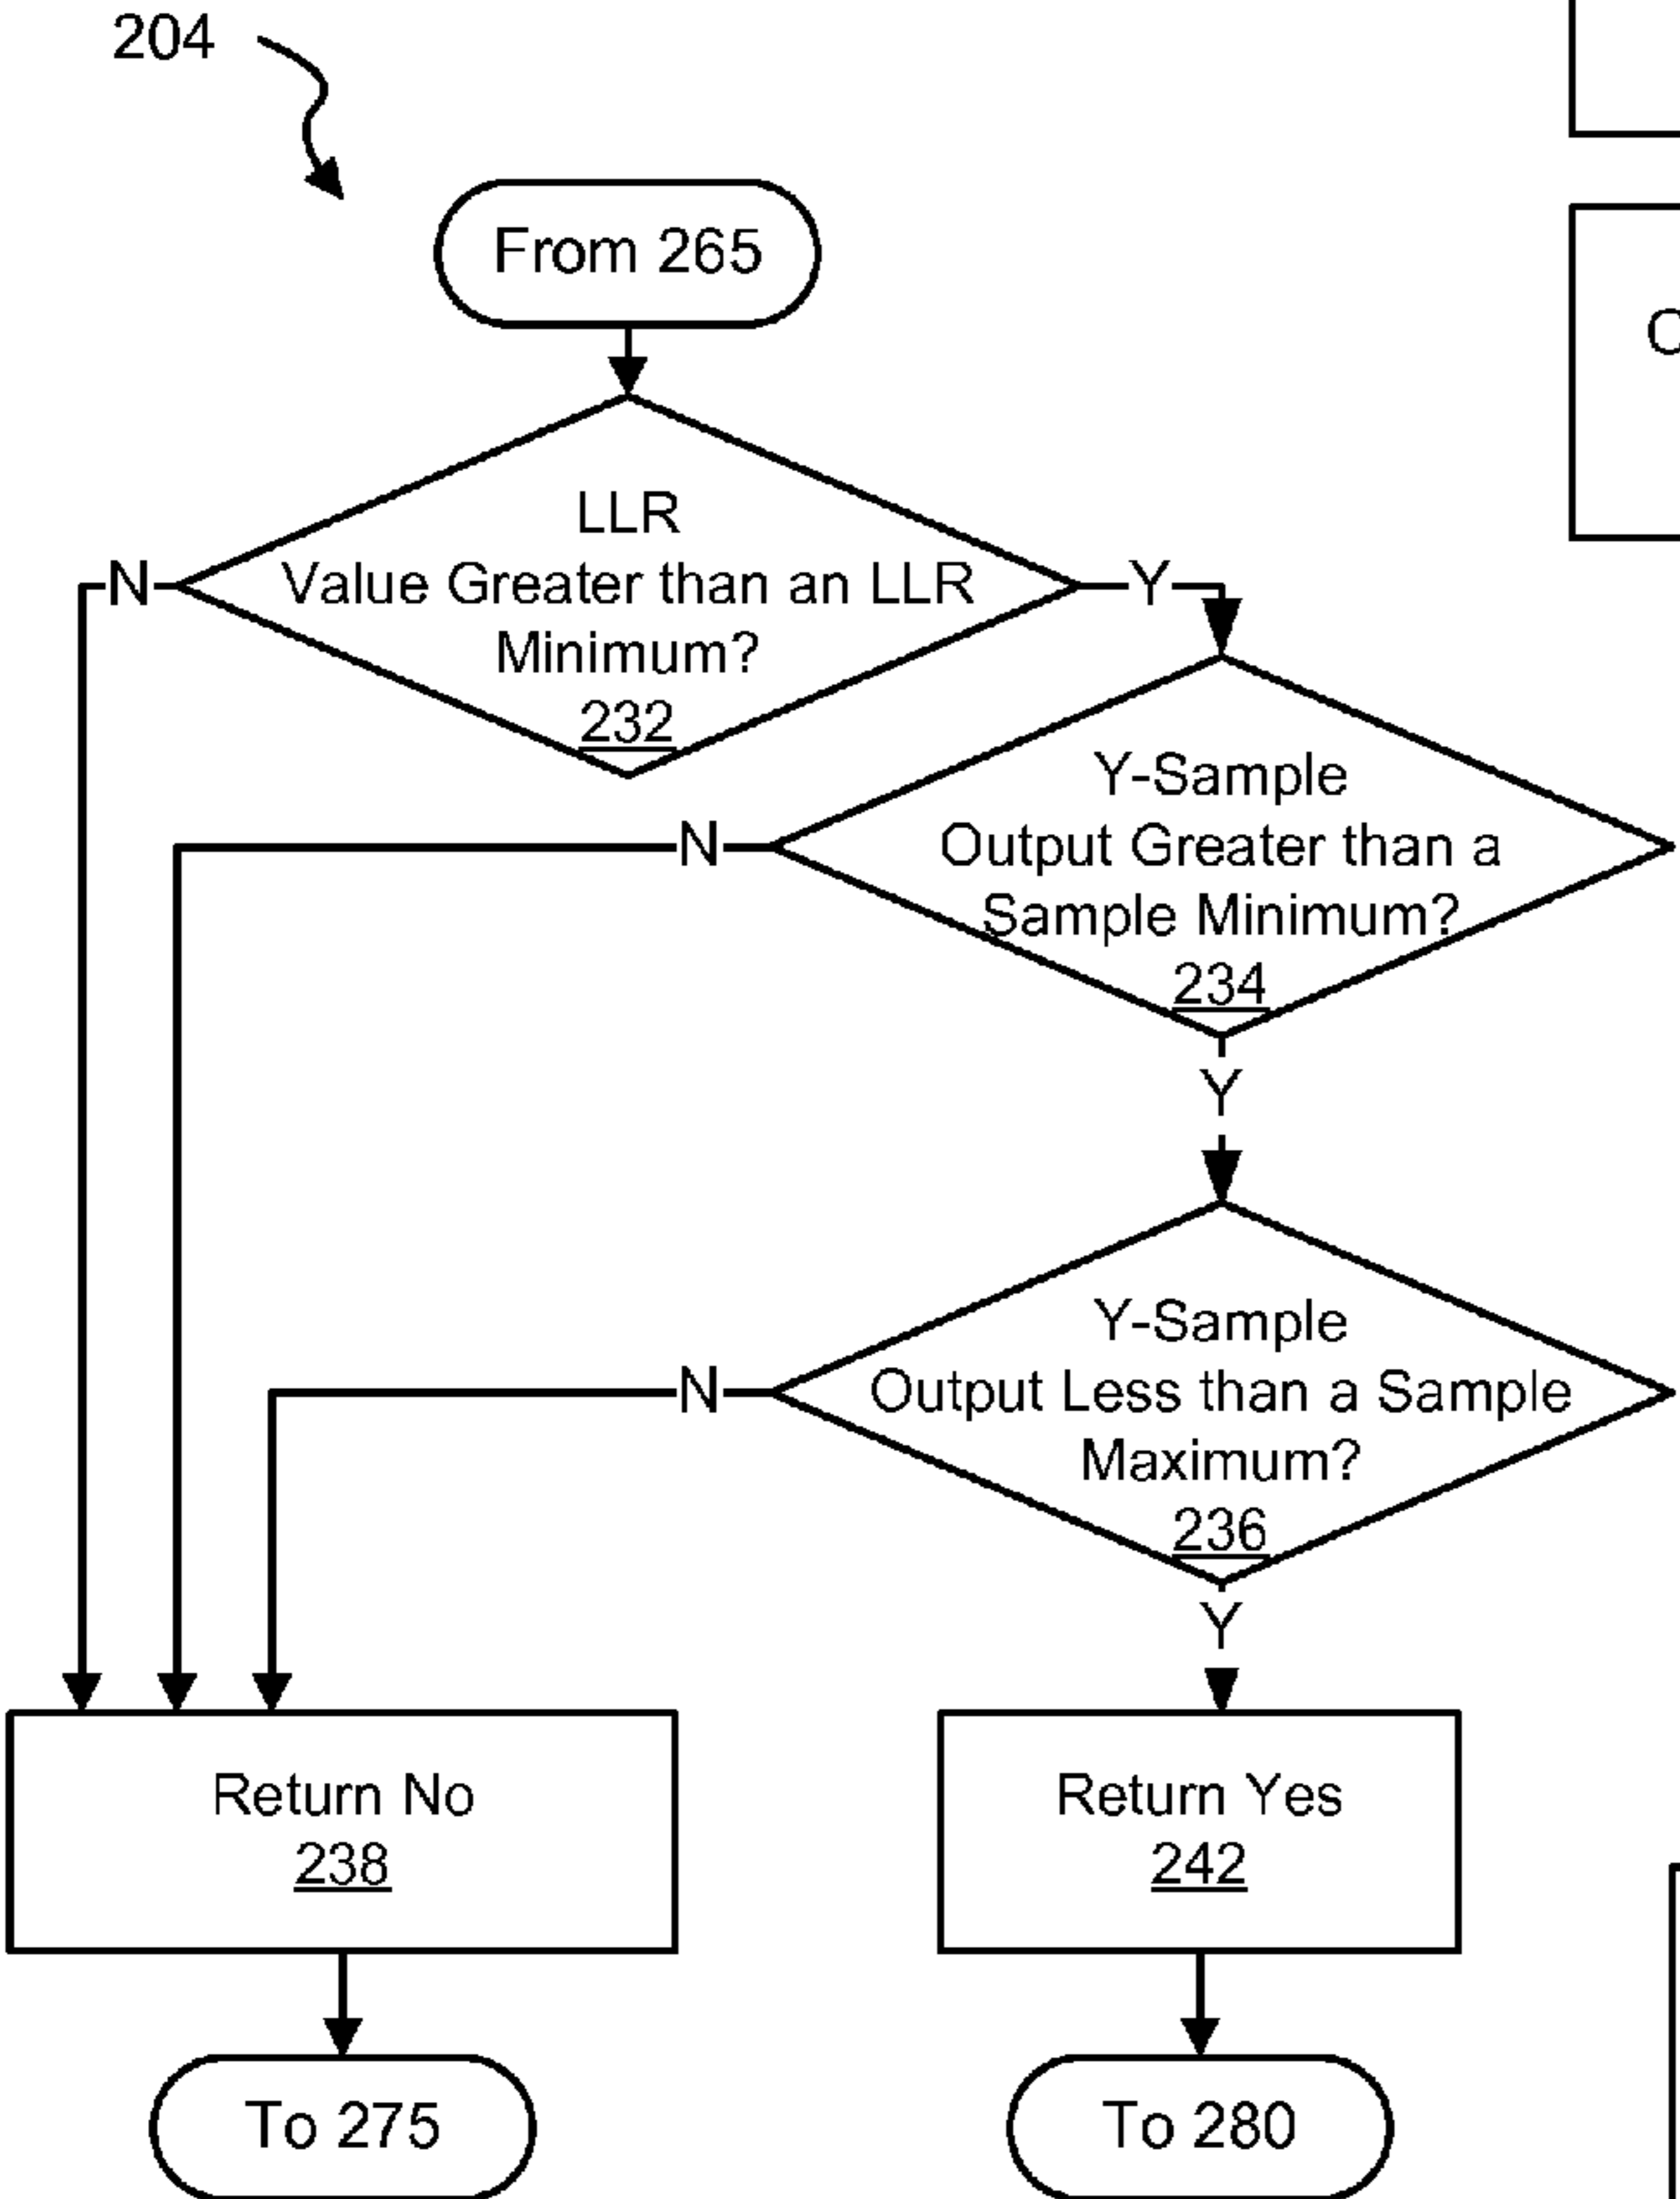 204
From 265
LLR
Value Greater than an LLR
Minimum?
232
N
Y
Y-Sample
Output Greater than a
Sample Minimum?
234
N
Y
Y-Sample
Output Less than a Sample
Maximum?
236
N
Y
Return No
238
Return Yes
242
To 275
To 280